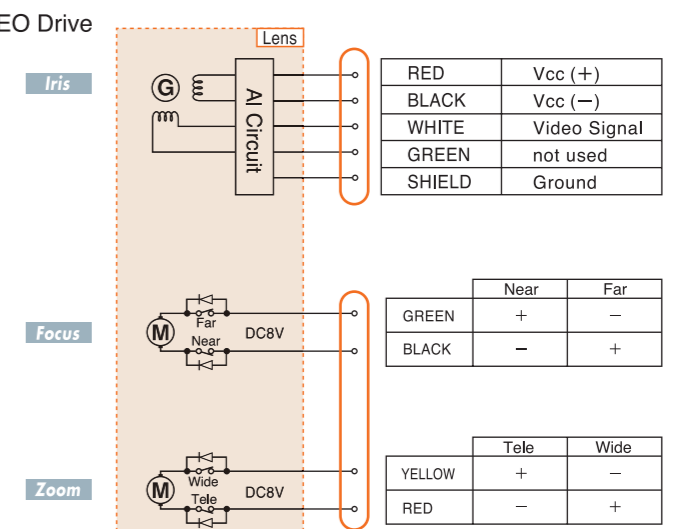 EO Drive
Lens
Iris
G
AI Circuit
RED Vcc (+)
BLACK Vcc (−)
WHITE Video Signal
GREEN not used
SHIELD Ground
Near Far
Focus
M
Far
Near
DC8V
GREEN + −
BLACK − +
Tele Wide
Zoom
M
Wide
Tele
DC8V
YELLOW + −
RED − +